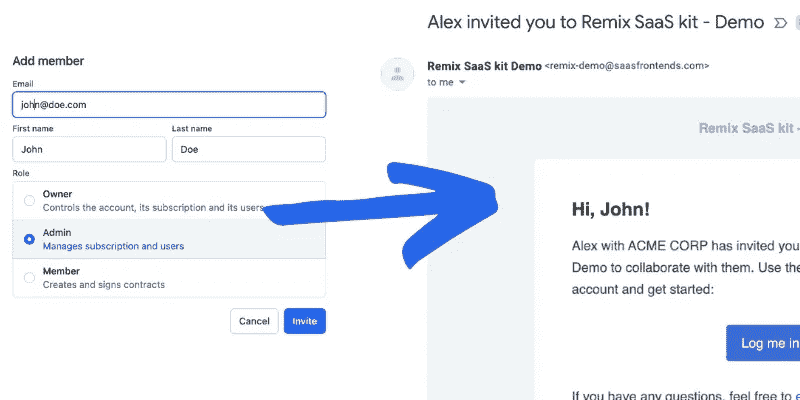 Add member
Email
john@doe.com
First name
Last name
John
Doe
Role
Owner
Controls the account, its subscription and its users
Admin
Manages subscription and users
Member
Creates and signs contracts
Cancel
Invite
Alex invited you to Remix SaaS kit - Demo
Remix SaaS kit Demo <remix-demo@saasfrontends.com>
to me
Remix SaaS kit -
Hi, John!
Alex with ACME CORP has invited you
Demo to collaborate with them. Use the
account and get started:
Log me in
If you have any questions, feel free to